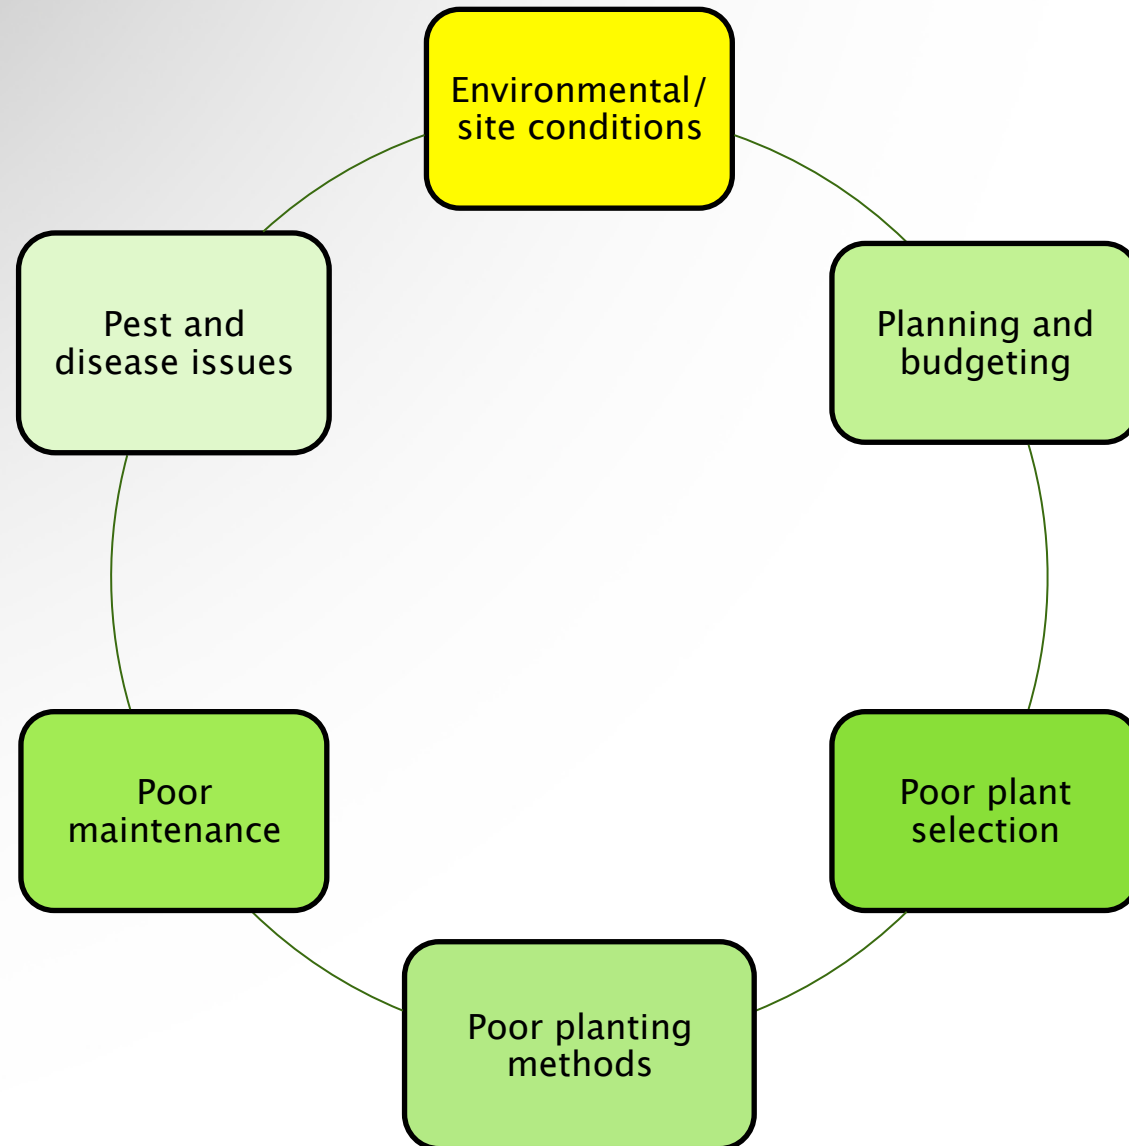 Environmental/
site conditions
Planning and
budgeting
Poor plant
selection
Poor planting
methods
Poor
maintenance
Pest and
disease issues